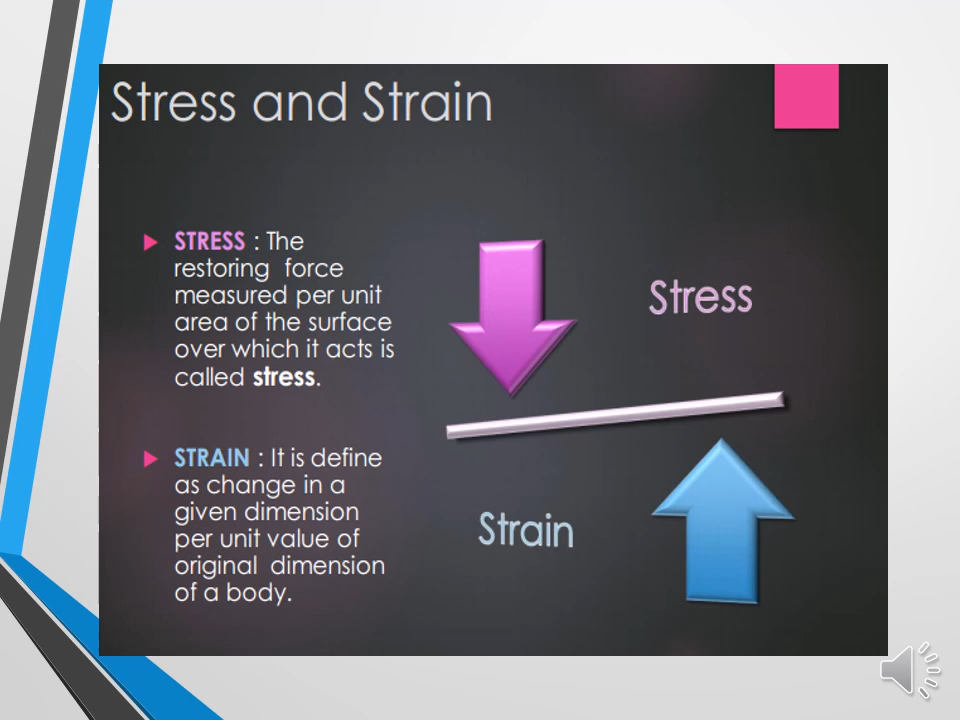 Stress and Strain
STRESS : The
restoring force
measured per unit
area of the surface
over which it acts is
called stress.
STRAIN : It is define
as change in a
given dimension
per unit value of
original dimension
of a body.
Stress
Strain